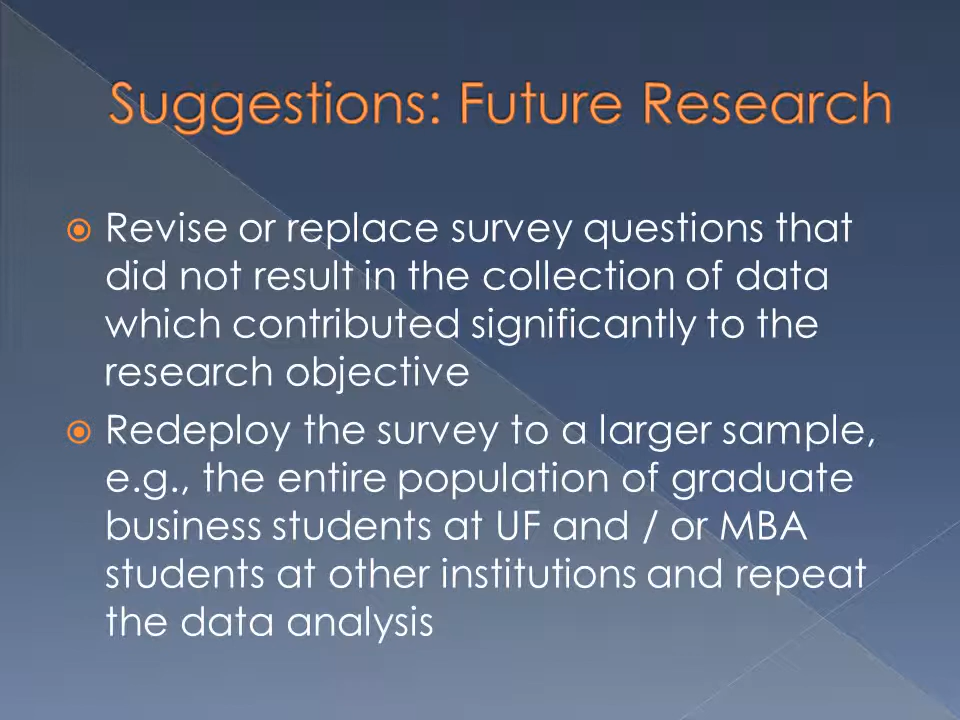 Suggestions: Future Research
Revise or replace survey questions that
did not result in the collection of data
which contributed significantly to the
research objective
Redeploy the survey to a larger sample,
e.g., the entire population of graduate
business students at UF and / or MBA
students at other institutions and repeat
the data analysis